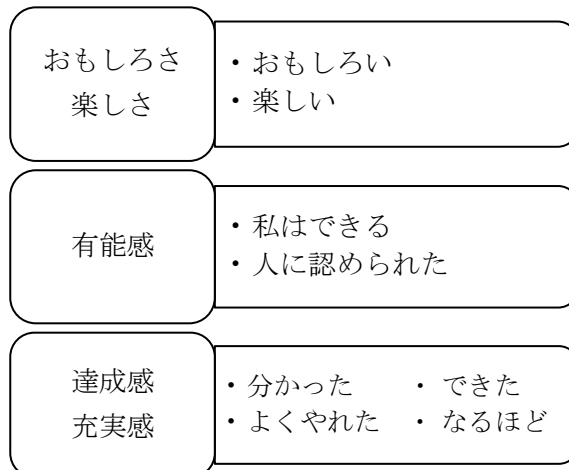 おもしろさ
楽しさ
・おもしろい
・楽しい
有能感
・私はできる
・人に認められた
達成感
充実感
・分かった ・できた
・よくやれた ・なるほど